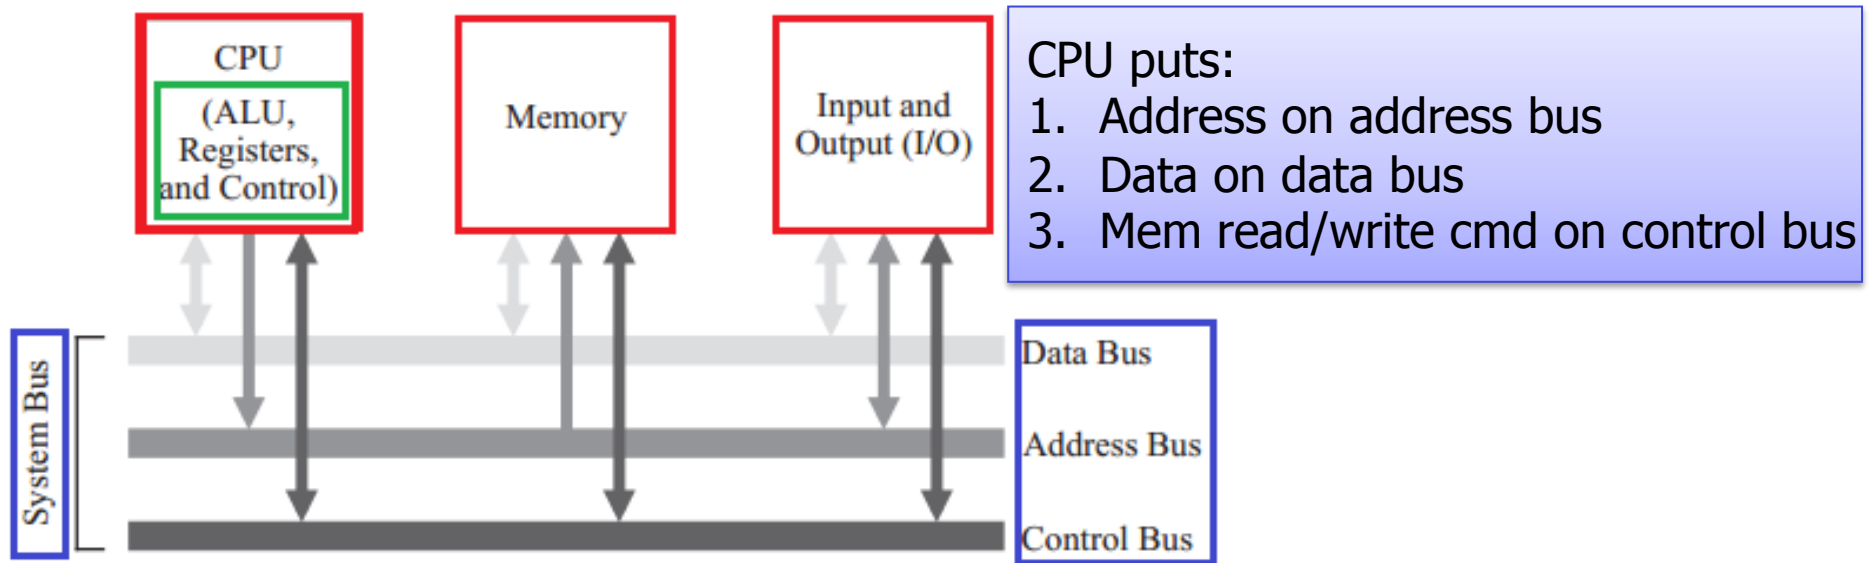 CPU
(ALU,
Registers,
and Control)
Memory
Input and
Output (I/O)
CPU puts:
1. Address on address bus
2. Data on data bus
3. Mem read/write cmd on control bus
System Bus
Data Bus
Address Bus
Control Bus